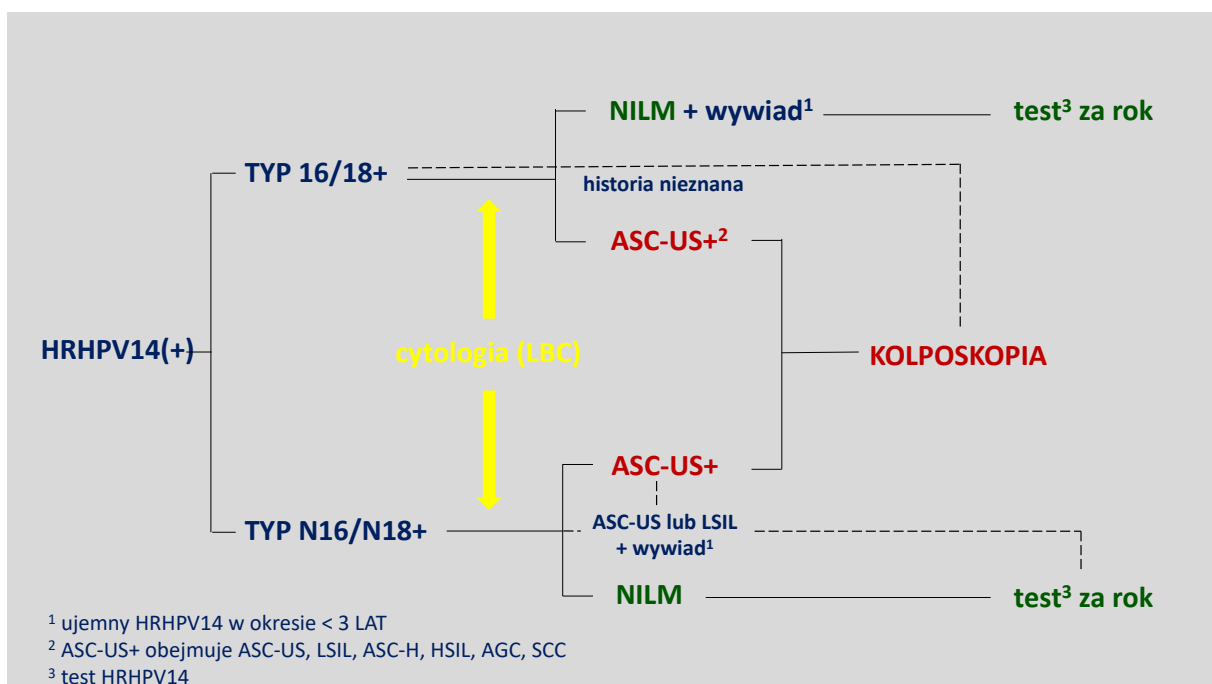 NILM + wywiad¹
test³ za rok
TYP 16/18+
historia nieznana
ASC-US+²
HRHPV14(+)
cytologia (LBC)
KOLPOSKOPIA
ASC-US+
TYP N16/N18+
ASC-US lub LSIL
+ wywiad¹
NILM
test³ za rok
¹ ujemny HRHPV14 w okresie < 3 LAT
² ASC-US+ obejmuje ASC-US, LSIL, ASC-H, HSIL, AGC, SCC
³ test HRHPV14